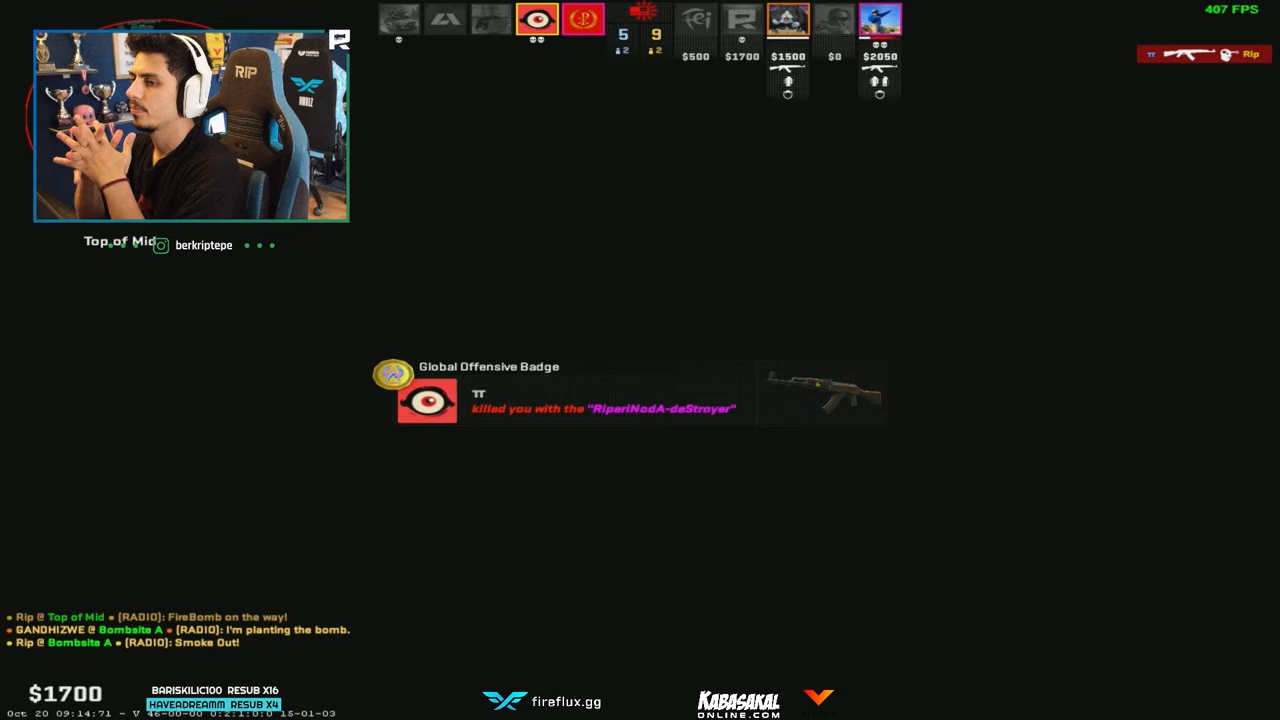 407 FPS
5 9
2 2
$500 $1700 $1500 $0 $2050
π Rip
RIP
Top of Mid
berkriptepe
Global Offensive Badge
π
killed you with the "RiperiNodA-deStroyer"
• Rip @ Top of Mid • (RADIO): FireBomb on the way!
• GANDHIZWE @ Bombsite A • (RADIO): I'm planting the bomb.
• Rip @ Bombsite A • (RADIO): Smoke Out!
$1700
BARISKILIC100 RESUB X16
HAVEADREAMM RESUB X4
fireflux.gg
KABASAKAL
ONLINE.COM